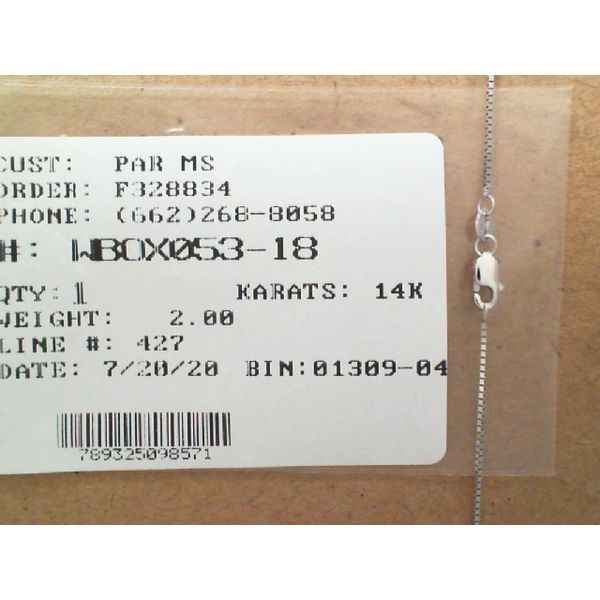 CUST: PAR MS
ORDER: F328834
PHONE: (662)268-8058
#: WBOX053-18
QTY: 1 KARATS: 14K
WEIGHT: 2.00
LINE #: 427
DATE: 7/20/20 BIN:01309-04
789325098571